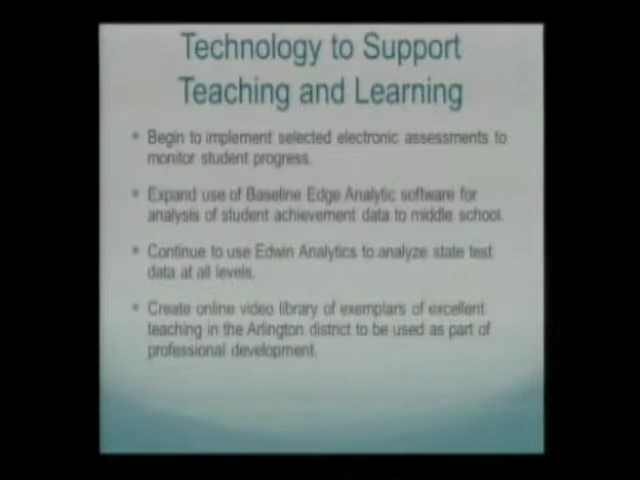 Technology to Support
Teaching and Learning
Begin to implement selected electronic assessments to
monitor student progress.
Expand use of Baseline Edge Analytic software for
analysis of student achievement data to middle school.
Continue to use Edwin Analytics to analyze state test
data at all levels.
Create online video library of exemplars of excellent
teaching in the Arlington district to be used as part of
professional development.